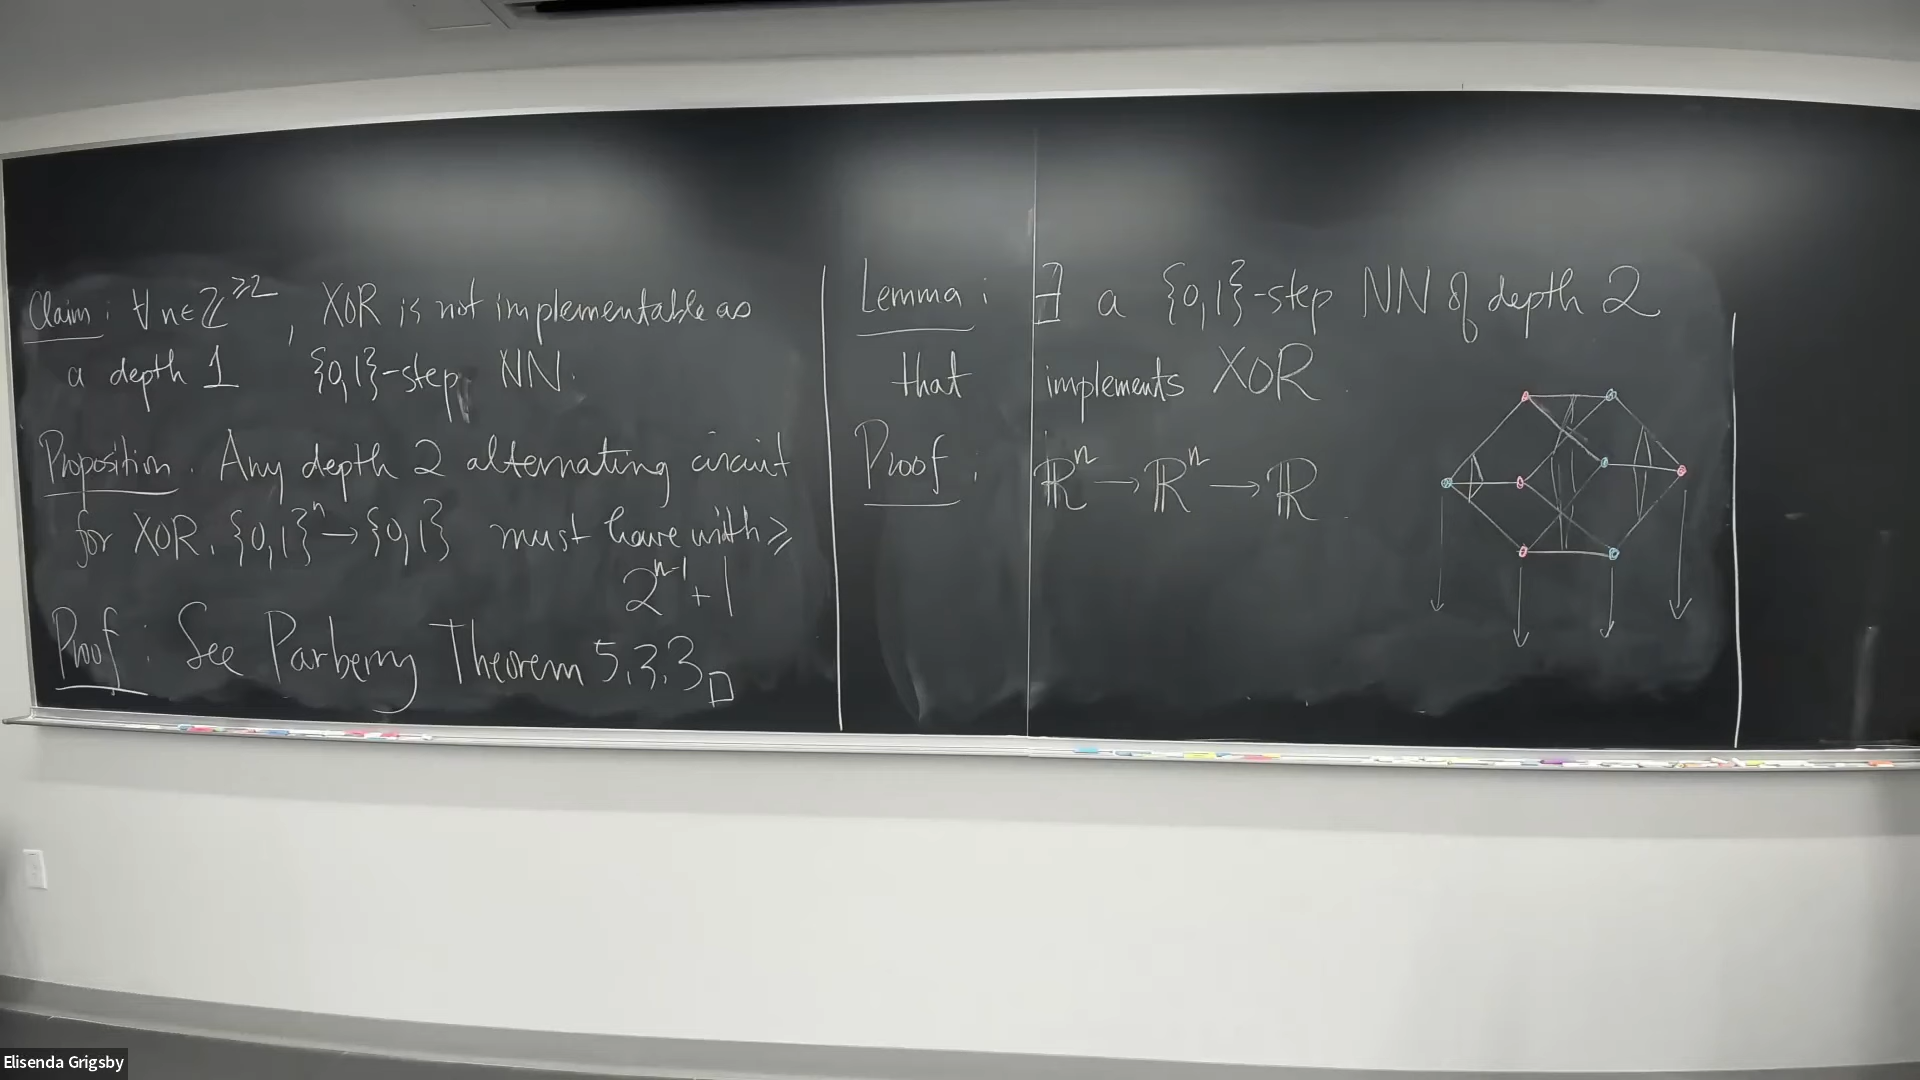 Claim: ∀ n ∈ ℤ^{≥2}, XOR is not implementable as
a depth 1 {0,1}-step NN.
Proposition. Any depth 2 alternating circuit
for XOR. {0,1}^n → {0,1} must have width ≥
2^{n-1} + 1
Proof: See Parberry Theorem 5.3.3 □
Lemma: ∃ a {0,1}-step NN of depth 2
that implements XOR.
Proof. ℝ^n → ℝ^n → ℝ.
Elisenda Grigsby